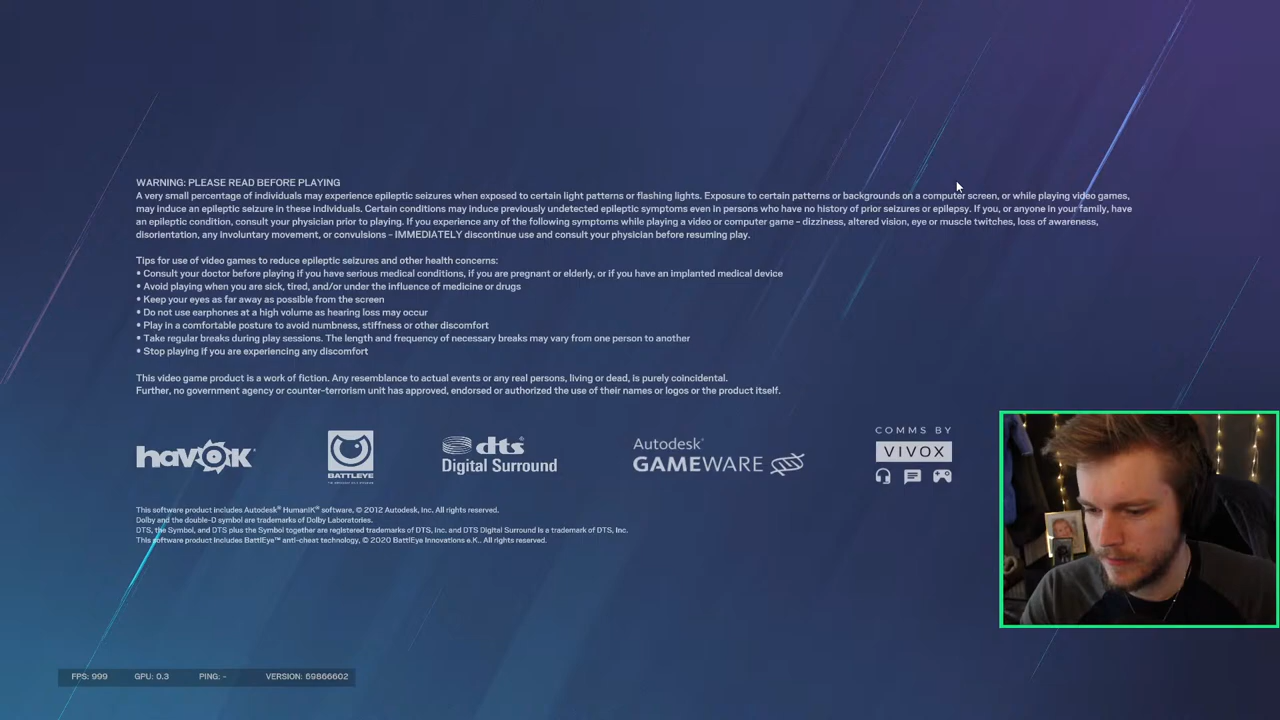 WARNING: PLEASE READ BEFORE PLAYING
A very small percentage of individuals may experience epileptic seizures when exposed to certain light patterns or flashing lights. Exposure to certain patterns or backgrounds on a computer screen, or while playing video games,
may induce an epileptic seizure in these individuals. Certain conditions may induce previously undetected epileptic symptoms even in persons who have no history of prior seizures or epilepsy. If you, or anyone in your family, have
an epileptic condition, consult your physician prior to playing. If you experience any of the following symptoms while playing a video or computer game - dizziness, altered vision, eye or muscle twitches, loss of awareness,
disorientation, any involuntary movement, or convulsions - IMMEDIATELY discontinue use and consult your physician before resuming play.
Tips for use of video games to reduce epileptic seizures and other health concerns:
• Consult your doctor before playing if you have serious medical conditions, if you are pregnant or elderly, or if you have an implanted medical device
• Avoid playing when you are sick, tired, and/or under the influence of medicine or drugs
• Keep your eyes as far away as possible from the screen
• Do not use earphones at a high volume as hearing loss may occur
• Play in a comfortable posture to avoid numbness, stiffness or other discomfort
• Take regular breaks during play sessions. The length and frequency of necessary breaks may vary from one person to another
• Stop playing if you are experiencing any discomfort
This video game product is a work of fiction. Any resemblance to actual events or any real persons, living or dead, is purely coincidental.
Further, no government agency or counter-terrorism unit has approved, endorsed or authorized the use of their names or logos or the product itself.
havok
BATTLEYE
dts
Digital Surround
Autodesk®
GAMEWARE
COMMS BY
VIVOX
This software product includes Autodesk® HumanIK® software, © 2012 Autodesk, Inc. All rights reserved.
Dolby and the double-D symbol are trademarks of Dolby Laboratories.
DTS, the Symbol, and DTS plus the Symbol together are registered trademarks of DTS, Inc. and DTS Digital Surround is a trademark of DTS, Inc.
This software product includes BattlEye™ anti-cheat technology, © 2020 BattlEye Innovations e.K.. All rights reserved.
FPS: 999 GPU: 0.3 PING: - VERSION: 69866602